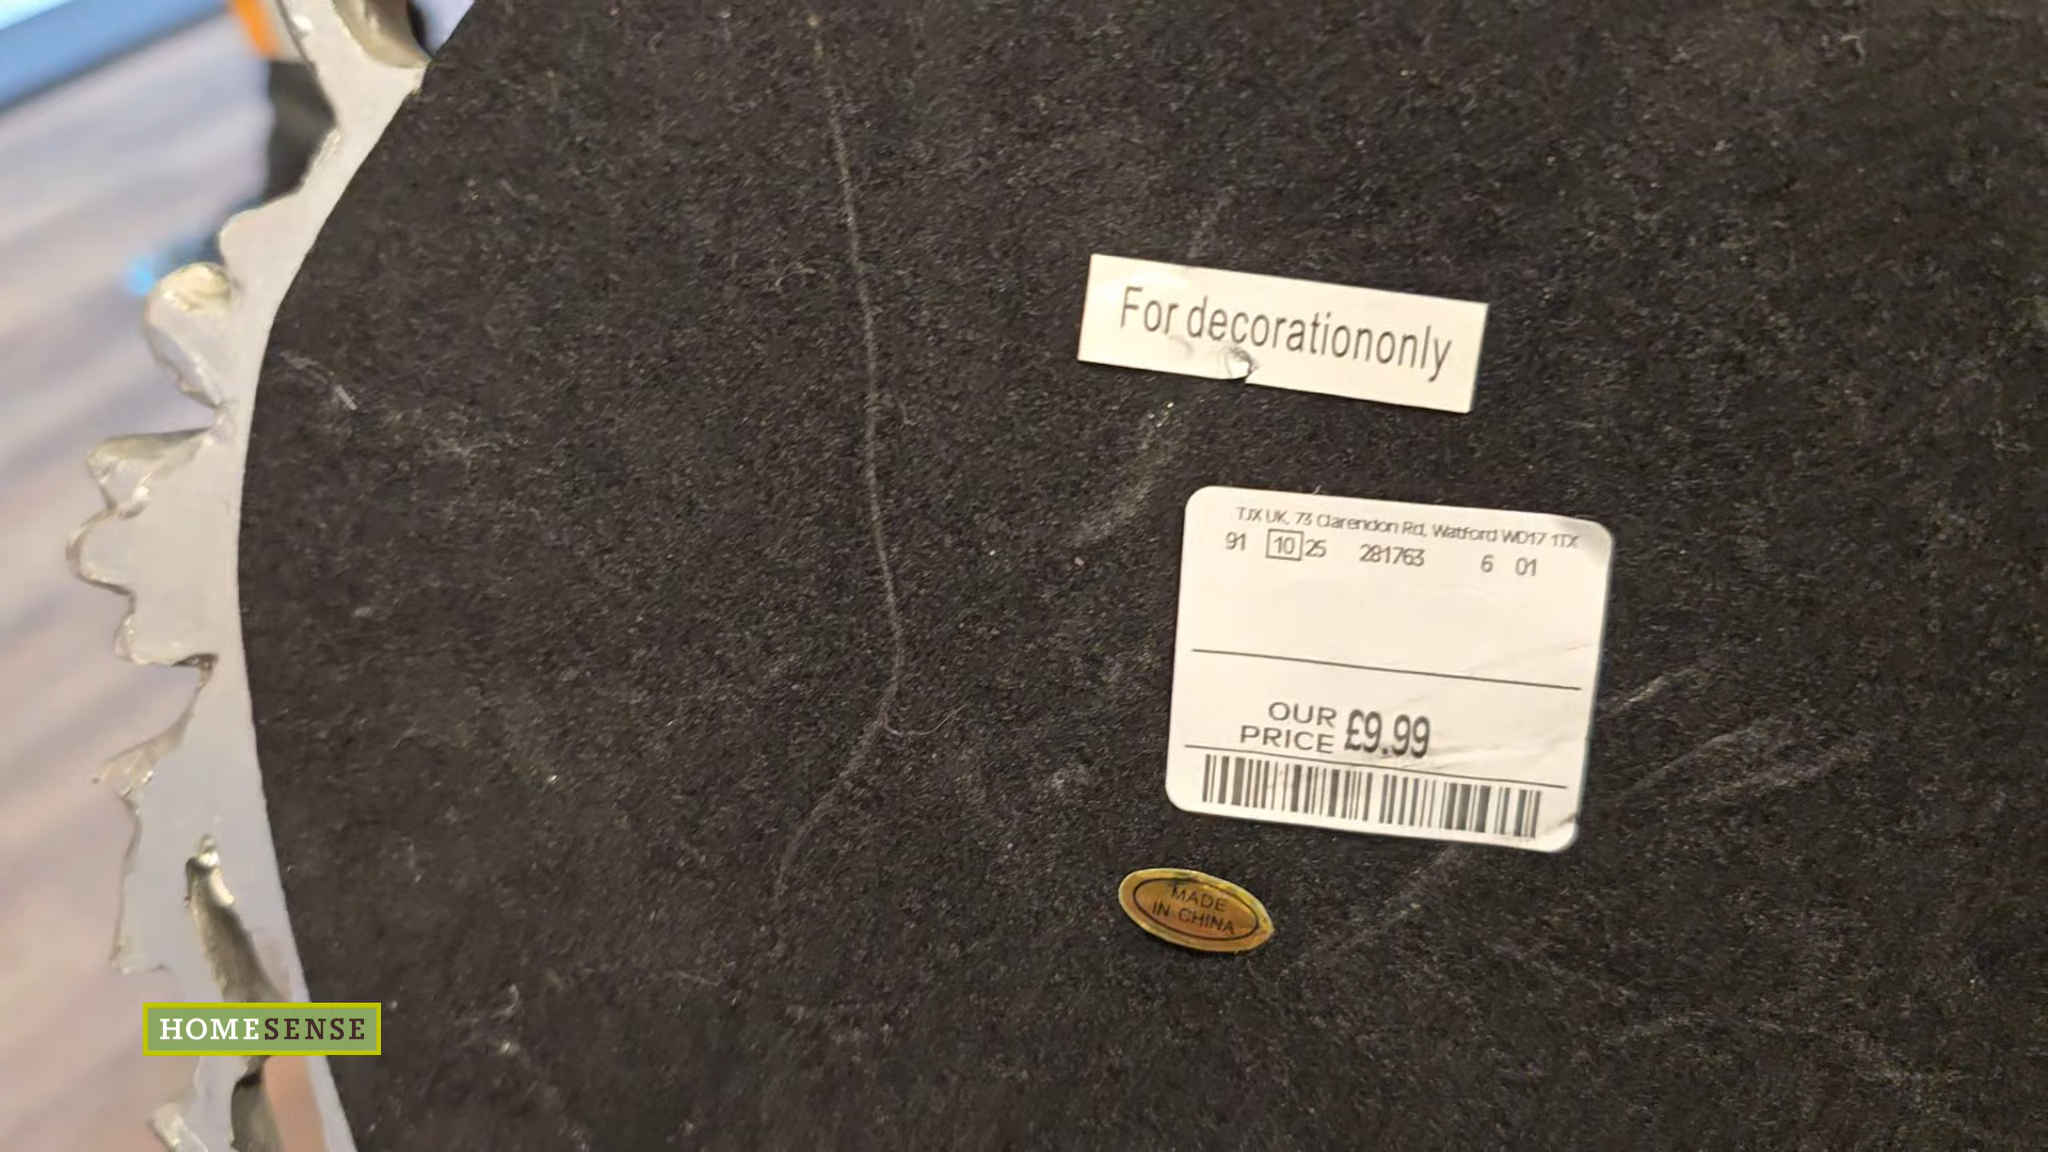 For decorationonly
TJX UK, 73 Clarendon Rd, Watford WD17 1TX
91 10 25 281763 6 01
OUR PRICE £9.99
MADE
IN CHINA
HOMESENSE